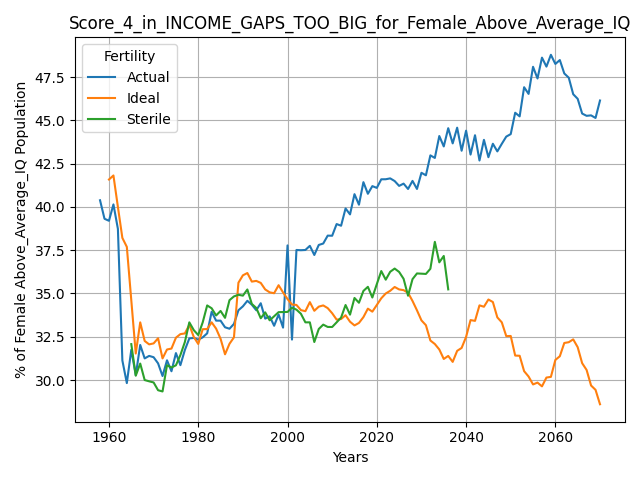 Score_4_in_INCOME_GAPS_TOO_BIG_for_Female_Above_Average_IQ
Fertility
Actual
Ideal
Sterile
% of Female Above_Average_IQ Population
47.5
45.0
42.5
40.0
37.5
35.0
32.5
30.0
1960 1980 2000 2020 2040 2060
Years